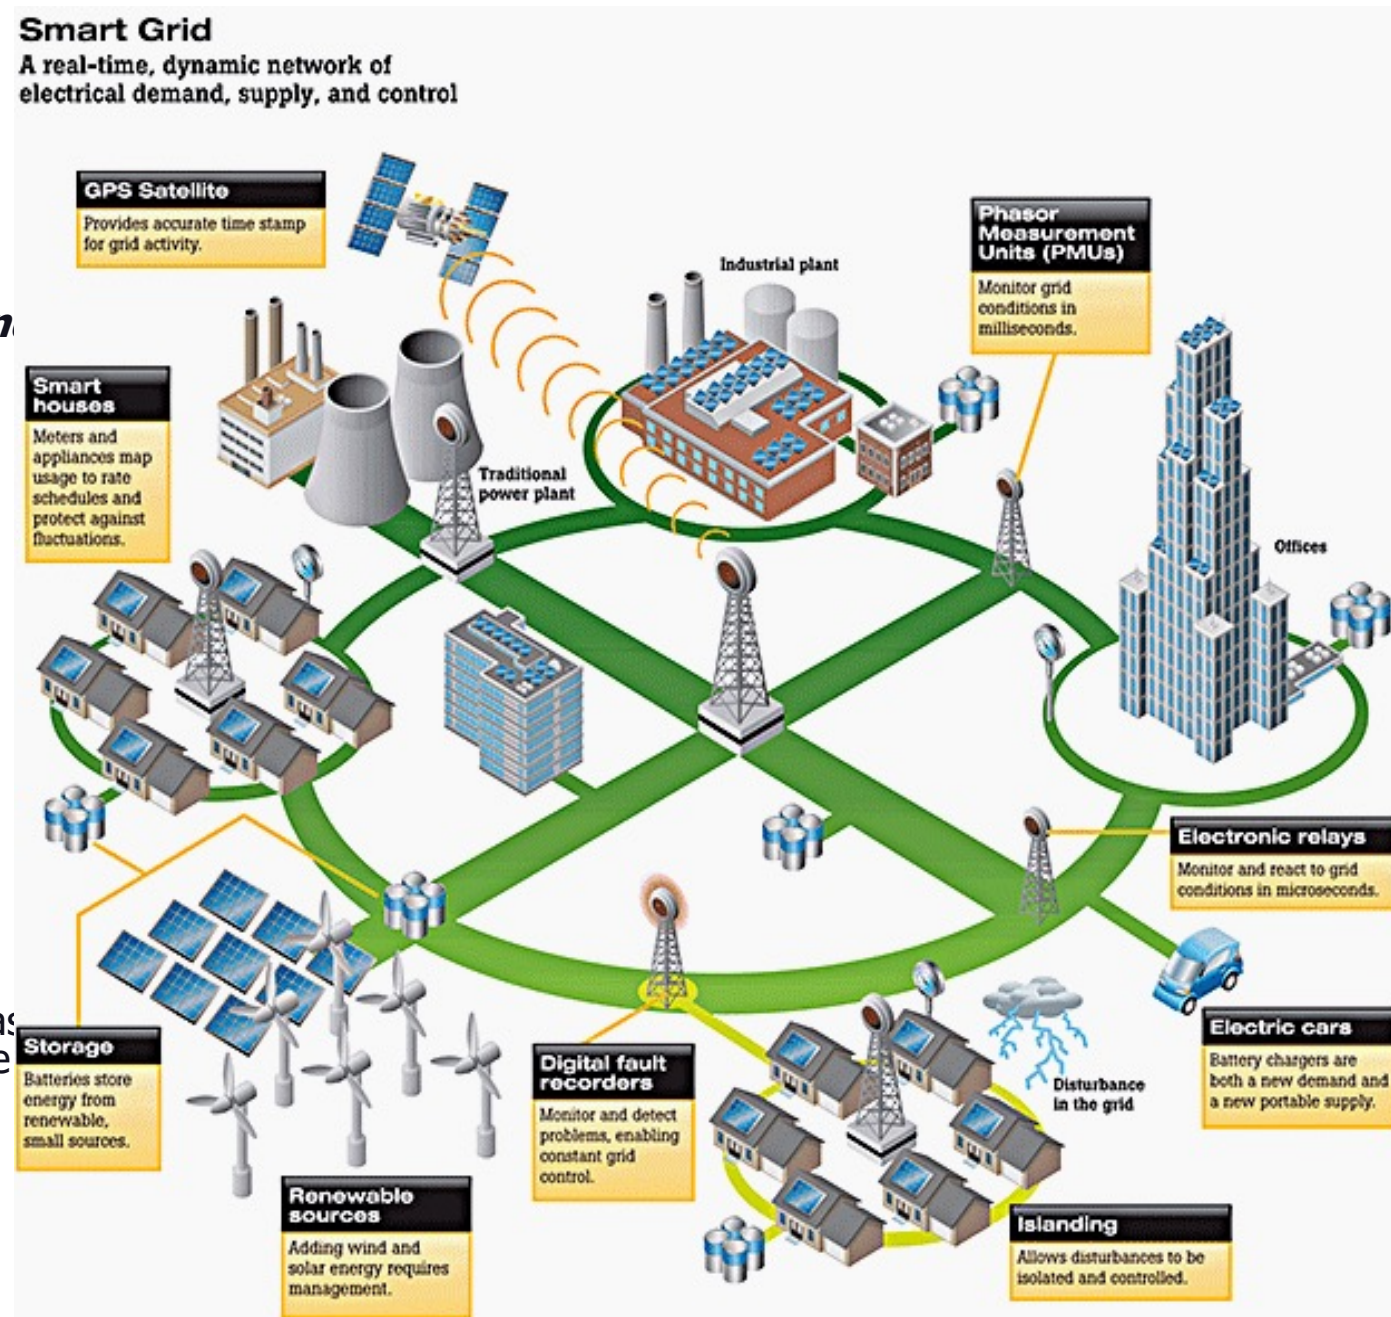 Smart Grid
A real-time, dynamic network of
electrical demand, supply, and control
GPS Satellite
Provides accurate time stamp
for grid activity.
Phasor
Measurement
Units (PMUs)
Monitor grid
conditions in
milliseconds.
Industrial plant
Smart
houses
Meters and
appliances map
usage to rate
schedules and
protect against
fluctuations.
Traditional
power plant
Offices
Electronic relays
Monitor and react to grid
conditions in microseconds.
Storage
Batteries store
energy from
renewable,
small sources.
Digital fault
recorders
Monitor and detect
problems, enabling
constant grid
control.
Disturbance
in the grid
Electric cars
Battery chargers are
both a new demand and
a new portable supply.
Renewable
sources
Adding wind and
solar energy requires
management.
Islanding
Allows disturbances to be
isolated and controlled.